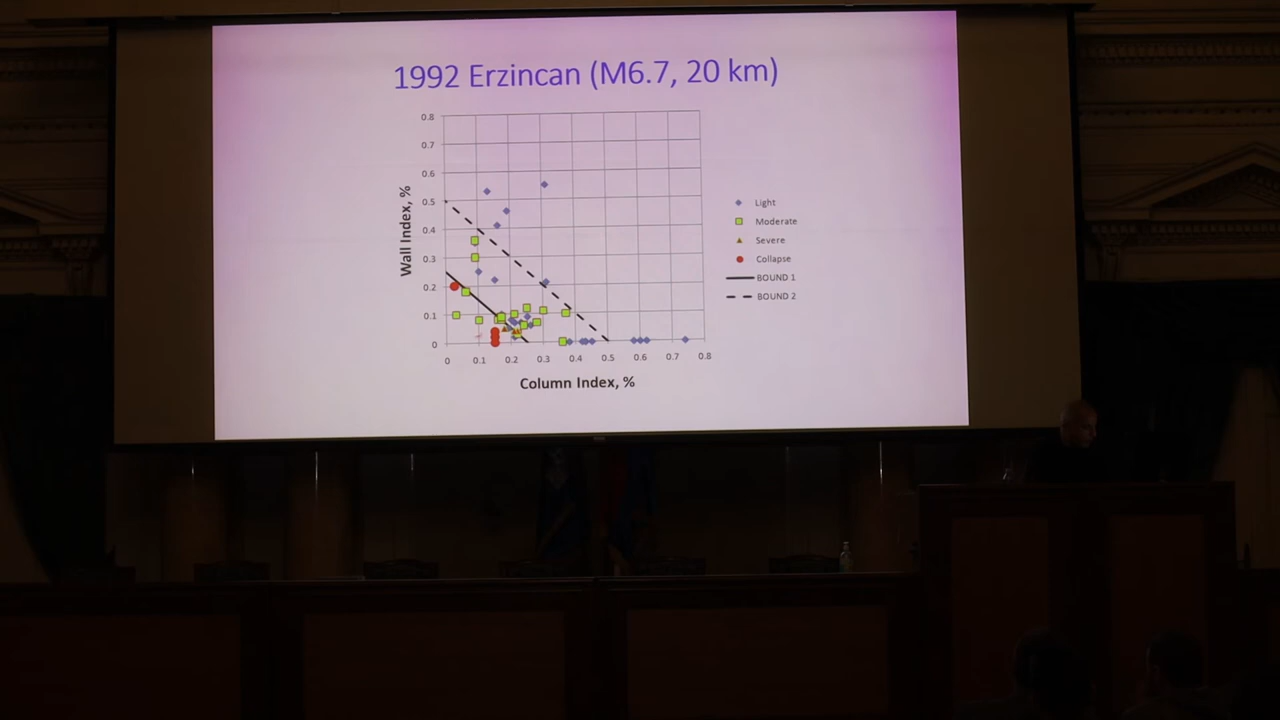 1992 Erzincan (M6.7, 20 km)
0.8
0.7
0.6
0.5
0.4
0.3
0.2
0.1
0
Wall Index, %
0 0.1 0.2 0.3 0.4 0.5 0.6 0.7 0.8
Column Index, %
Light
Moderate
Severe
Collapse
BOUND 1
BOUND 2